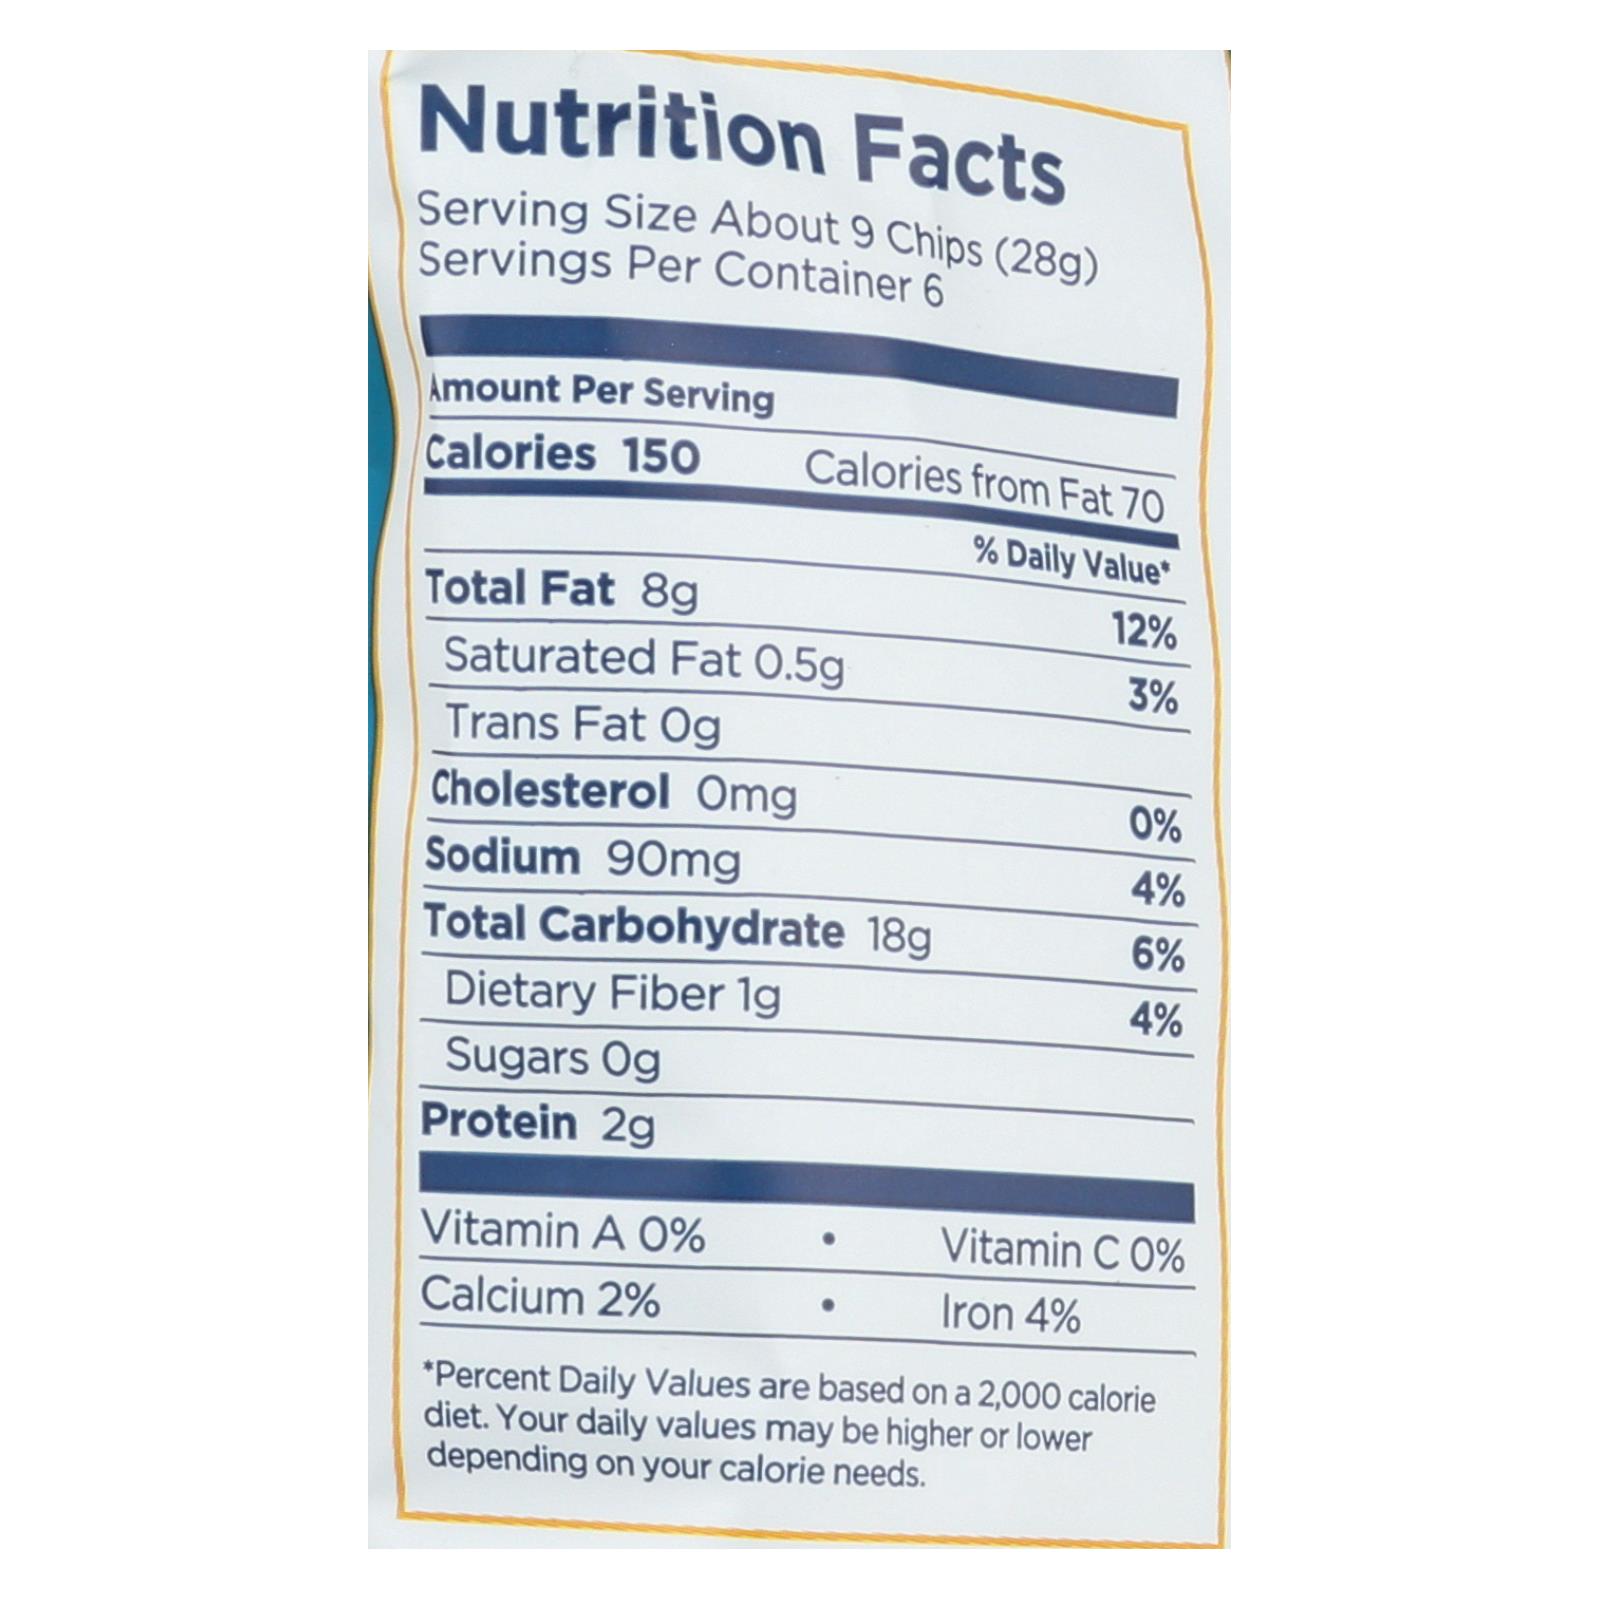 Nutrition Facts
Serving Size About 9 Chips (28g)
Servings Per Container 6
Amount Per Serving
Calories 150 Calories from Fat 70
% Daily Value*
Total Fat 8g 12%
Saturated Fat 0.5g 3%
Trans Fat 0g
Cholesterol 0mg 0%
Sodium 90mg 4%
Total Carbohydrate 18g 6%
Dietary Fiber 1g 4%
Sugars 0g
Protein 2g
Vitamin A 0% • Vitamin C 0%
Calcium 2% • Iron 4%
*Percent Daily Values are based on a 2,000 calorie
diet. Your daily values may be higher or lower
depending on your calorie needs.